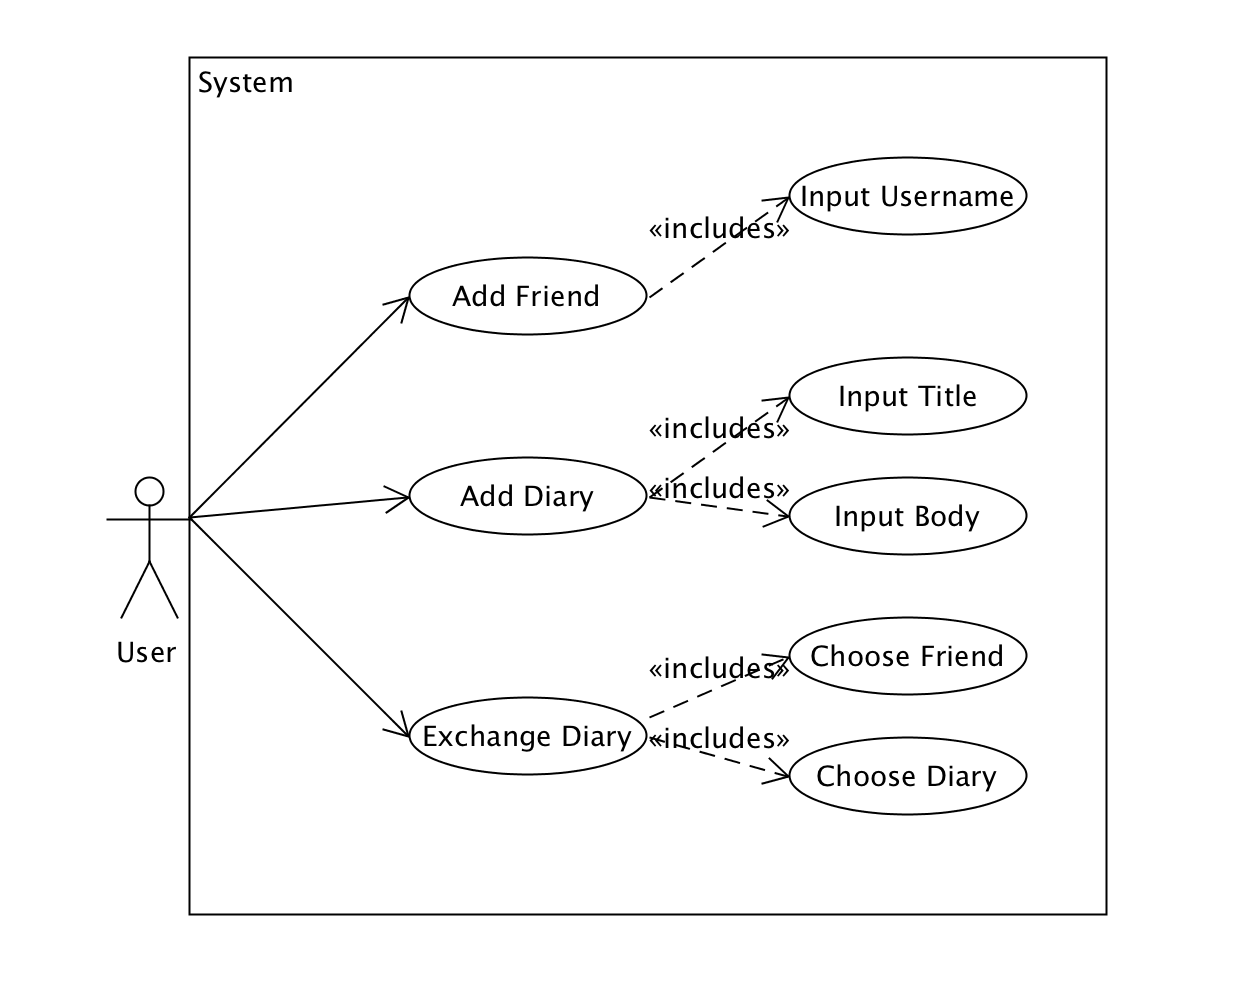 System
Input Username
«includes»
Add Friend
Input Title
«includes»
Add Diary
«includes»
Input Body
User
Choose Friend
«includes»
Exchange Diary
«includes»
Choose Diary